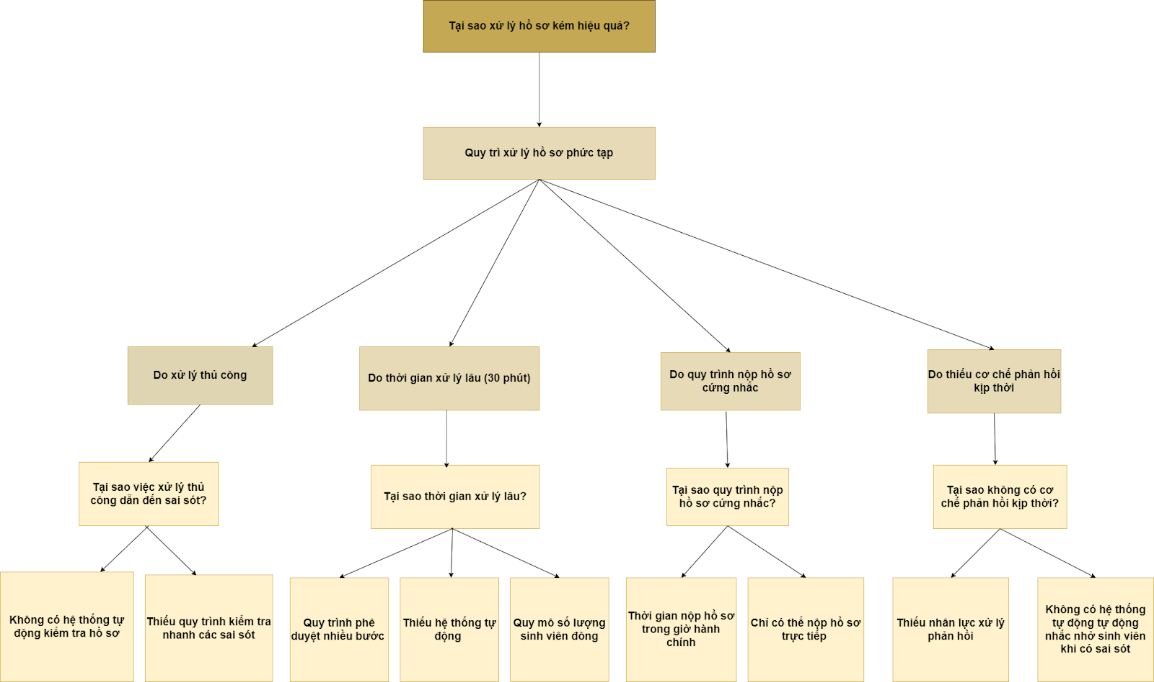 Tại sao xử lý hồ sơ kém hiệu quả?
Quy trì xử lý hồ sơ phức tạp
Do xử lý thủ công
Do thời gian xử lý lâu (30 phút)
Do quy trình nộp hồ sơ
cứng nhắc
Do thiếu cơ chế phản hồi
kịp thời
Tại sao việc xử lý thủ
công dẫn đến sai sót?
Tại sao thời gian xử lý lâu?
Tại sao quy trình nộp
hồ sơ cứng nhắc?
Tại sao không có cơ
chế phản hồi kịp thời?
Không có hệ thống tự
động kiểm tra hồ sơ
Thiếu quy trình kiểm tra
nhanh các sai sót
Quy trình phê
duyệt nhiều bước
Thiếu hệ thống tự
động
Quy mô số lượng
sinh viên đông
Thời gian nộp hồ sơ
trong giờ hành
chính
Chỉ có thể nộp hồ sơ
trực tiếp
Thiếu nhân lực xử lý
phản hồi
Không có hệ thống
tự động tự động
nhắc nhở sinh viên
khi có sai sót